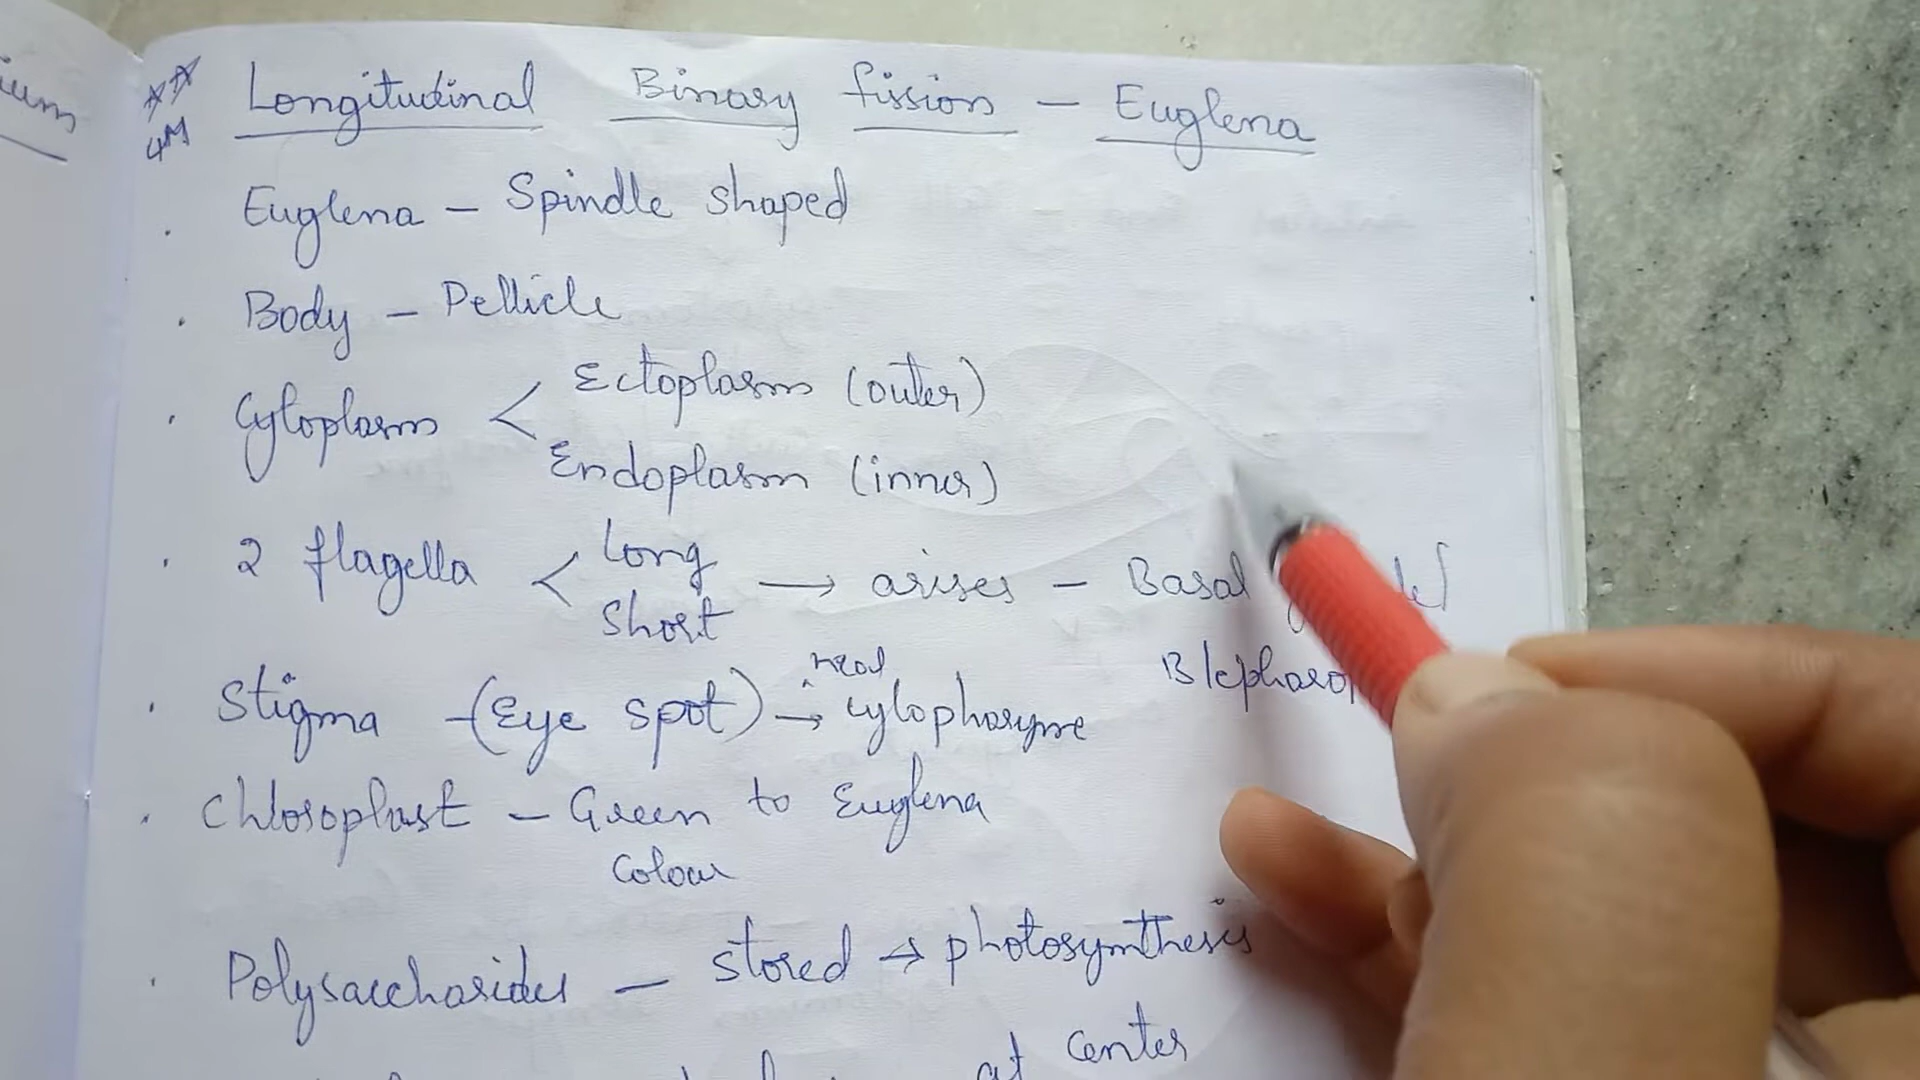 Longitudinal Binary fission – Euglena
4M
Euglena – Spindle shaped
Body – Pellicle
Cytoplasm < Ectoplasm (outer)
Endoplasm (inner)
2 flagella < Long
Short → arises – Basal
Blepharop
Stigma – (Eye spot) → near cytopharynx
Chloroplast – Green to Euglena
Colour
Polysaccharides – stored → photosynthesis
at center